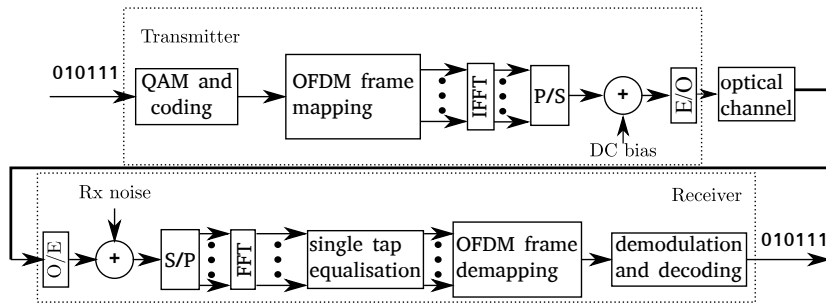 Transmitter
010111
QAM and
coding
OFDM frame
mapping
IFFT
P/S
+
DC bias
E/O
optical
channel
Rx noise
Receiver
O/E
+
S/P
FFT
single tap
equalisation
OFDM frame
demapping
demodulation
and decoding
010111